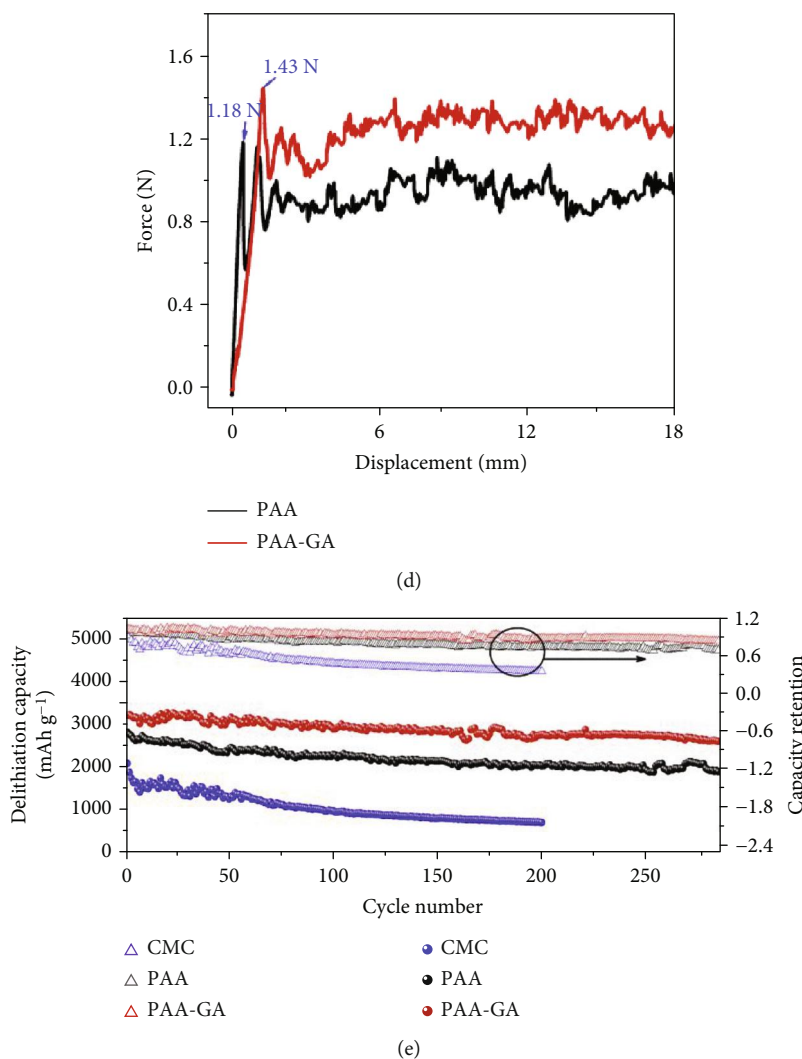 1.6
1.43 N
1.18 N
1.2
0.8
0.4
0.0
Force (N)
0 6 12 18
Displacement (mm)
PAA
PAA-GA
(d)
5000
4000
3000
2000
1000
0
Delithiation capacity
(mAh g⁻¹)
1.2
0.6
0.0
−0.6
−1.2
−1.8
−2.4
Capacity retention
0 50 100 150 200 250
Cycle number
CMC CMC
PAA PAA
PAA-GA PAA-GA
(e)